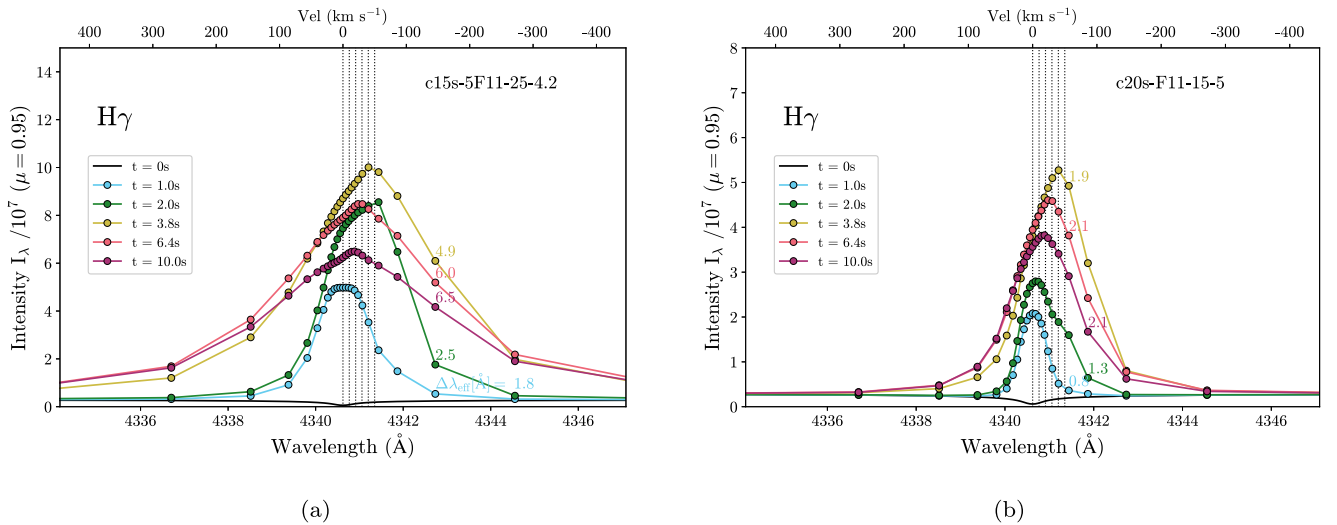 Vel (km s⁻¹)
400 300 200 100 0 -100 -200 -300 -400
c15s-5F11-25-4.2
Hγ
t = 0s
t = 1.0s
t = 2.0s
t = 3.8s
t = 6.4s
t = 10.0s
4.9
6.0
6.5
2.5
Δλ_eff[Å] = 1.8
14
12
10
8
6
4
2
0
Intensity I_λ /10⁷ (μ = 0.95)
4336 4338 4340 4342 4344 4346
Wavelength (Å)
(a)
Vel (km s⁻¹)
400 300 200 100 0 -100 -200 -300 -400
c20s-F11-15-5
Hγ
t = 0s
t = 1.0s
t = 2.0s
t = 3.8s
t = 6.4s
t = 10.0s
1.9
2.1
2.1
1.3
8
7
6
5
4
3
2
1
0
Intensity I_λ /10⁷ (μ = 0.95)
4336 4338 4340 4342 4344 4346
Wavelength (Å)
(b)